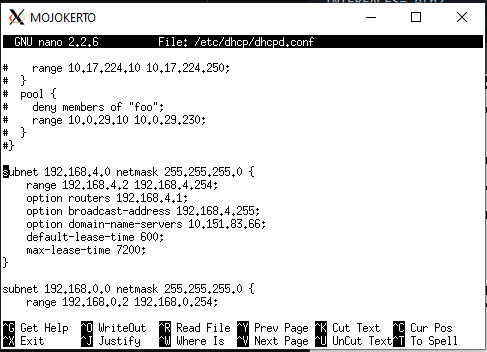 MOJOKERTO
GNU nano 2.2.6 File: /etc/dhcp/dhcpd.conf
# range 10.17.224.10 10.17.224.250;
# }
# pool {
# deny members of "foo";
# range 10.0.29.10 10.0.29.230;
# }
#}
subnet 192.168.4.0 netmask 255.255.255.0 {
range 192.168.4.2 192.168.4.254;
option routers 192.168.4.1;
option broadcast-address 192.168.4.255;
option domain-name-servers 10.151.83.66;
default-lease-time 600;
max-lease-time 7200;
}
subnet 192.168.0.0 netmask 255.255.255.0 {
range 192.168.0.2 192.168.0.254;
^G Get Help ^O WriteOut ^R Read File ^Y Prev Page ^K Cut Text ^C Cur Pos
^X Exit ^J Justify ^W Where Is ^V Next Page ^U UnCut Text ^T To Spell